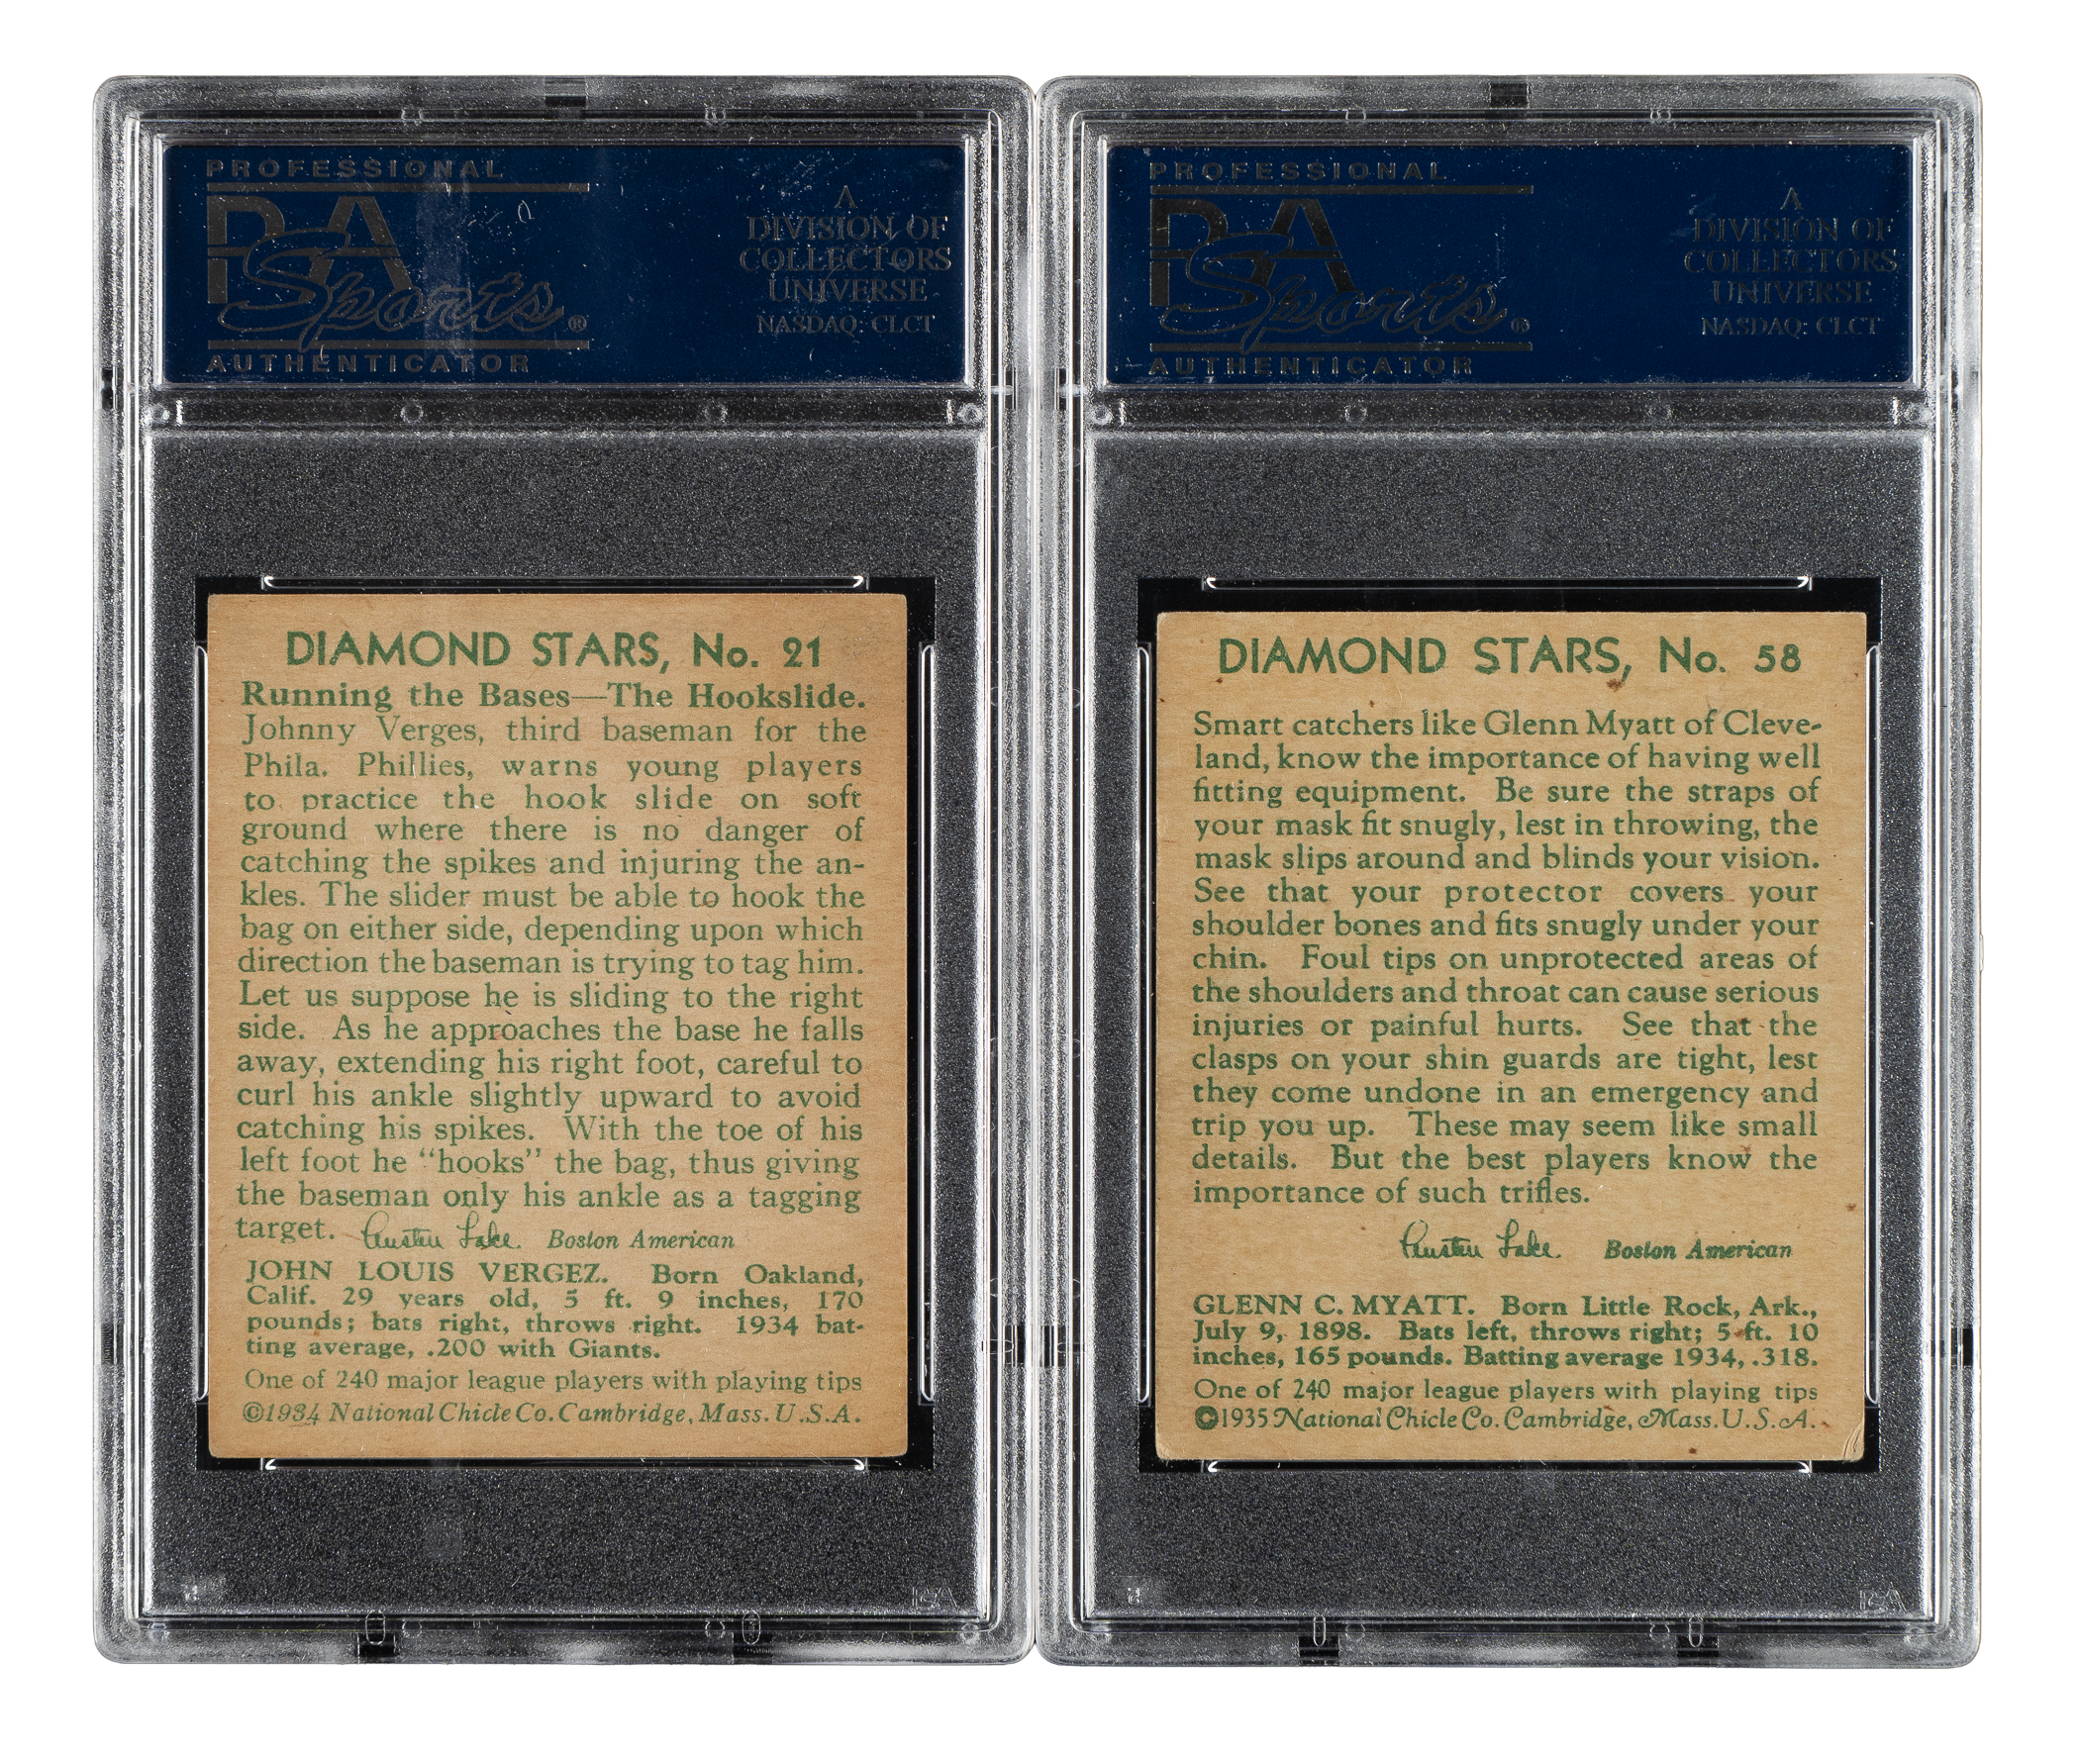 PROFESSIONAL
PSA
Sports®
AUTHENTICATOR
A
DIVISION OF
COLLECTORS
UNIVERSE
NASDAQ: CLCT
DIAMOND STARS, No. 21
Running the Bases—The Hookslide.
Johnny Verges, third baseman for the
Phila. Phillies, warns young players
to practice the hook slide on soft
ground where there is no danger of
catching the spikes and injuring the an-
kles. The slider must be able to hook the
bag on either side, depending upon which
direction the baseman is trying to tag him.
Let us suppose he is sliding to the right
side. As he approaches the base he falls
away, extending his right foot, careful to
curl his ankle slightly upward to avoid
catching his spikes. With the toe of his
left foot he "hooks" the bag, thus giving
the baseman only his ankle as a tagging
target. Austen Lake Boston American
JOHN LOUIS VERGEZ. Born Oakland,
Calif. 29 years old, 5 ft. 9 inches, 170
pounds; bats right, throws right. 1934 bat-
ting average, .200 with Giants.
One of 240 major league players with playing tips
©1934 National Chicle Co. Cambridge, Mass. U.S.A.
PSA
PROFESSIONAL
PSA
Sports®
AUTHENTICATOR
A
DIVISION OF
COLLECTORS
UNIVERSE
NASDAQ: CLCT
DIAMOND STARS, No. 58
Smart catchers like Glenn Myatt of Cleve-
land, know the importance of having well
fitting equipment. Be sure the straps of
your mask fit snugly, lest in throwing, the
mask slips around and blinds your vision.
See that your protector covers your
shoulder bones and fits snugly under your
chin. Foul tips on unprotected areas of
the shoulders and throat can cause serious
injuries or painful hurts. See that the
clasps on your shin guards are tight, lest
they come undone in an emergency and
trip you up. These may seem like small
details. But the best players know the
importance of such trifles.
Austen Lake Boston American
GLENN C. MYATT. Born Little Rock, Ark.,
July 9, 1898. Bats left, throws right; 5 ft. 10
inches, 165 pounds. Batting average 1934, .318.
One of 240 major league players with playing tips
©1935 National Chicle Co. Cambridge, Mass. U.S.A.
PSA